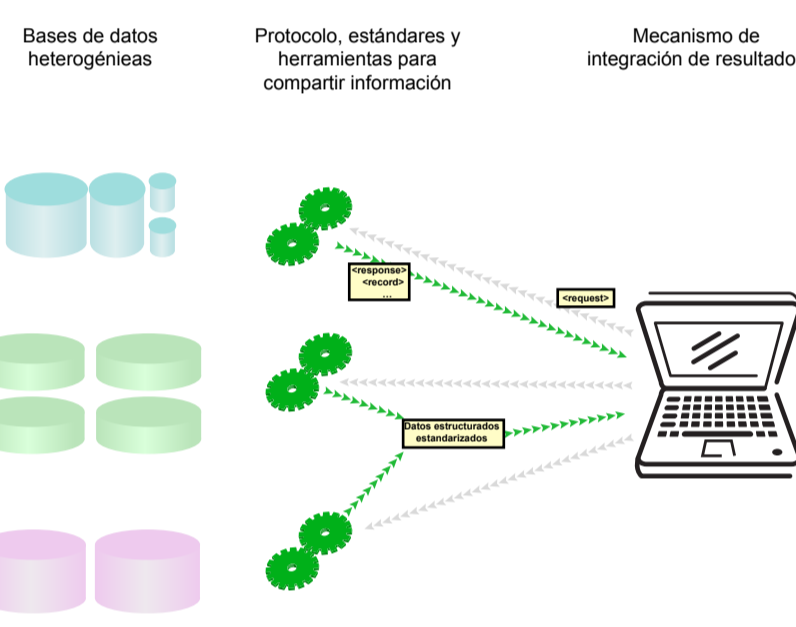 Bases de datos
heterogénieas
Protocolo, estándares y
herramientas para
compartir información
Mecanismo de
integración de resultado
<response>
<record>
...
<request>
Datos estructurados
estandarizados